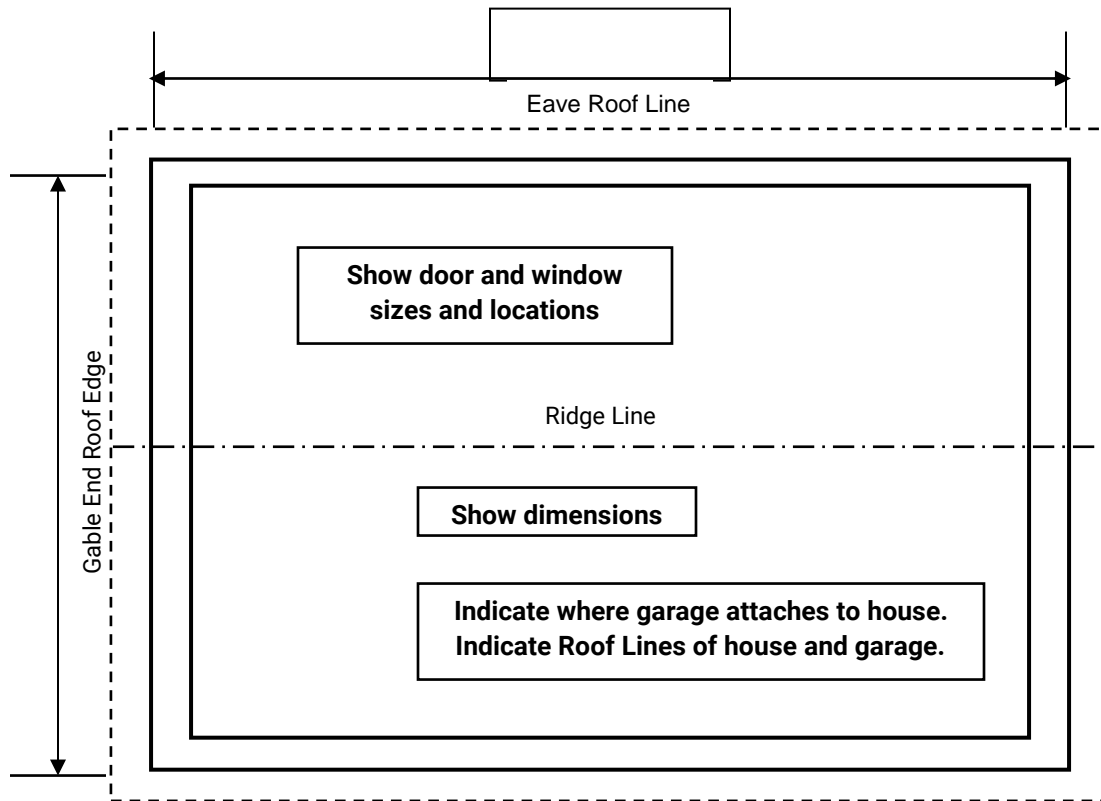 Eave Roof Line
Show door and window
sizes and locations
Gable End Roof Edge
Ridge Line
Show dimensions
Indicate where garage attaches to house.
Indicate Roof Lines of house and garage.